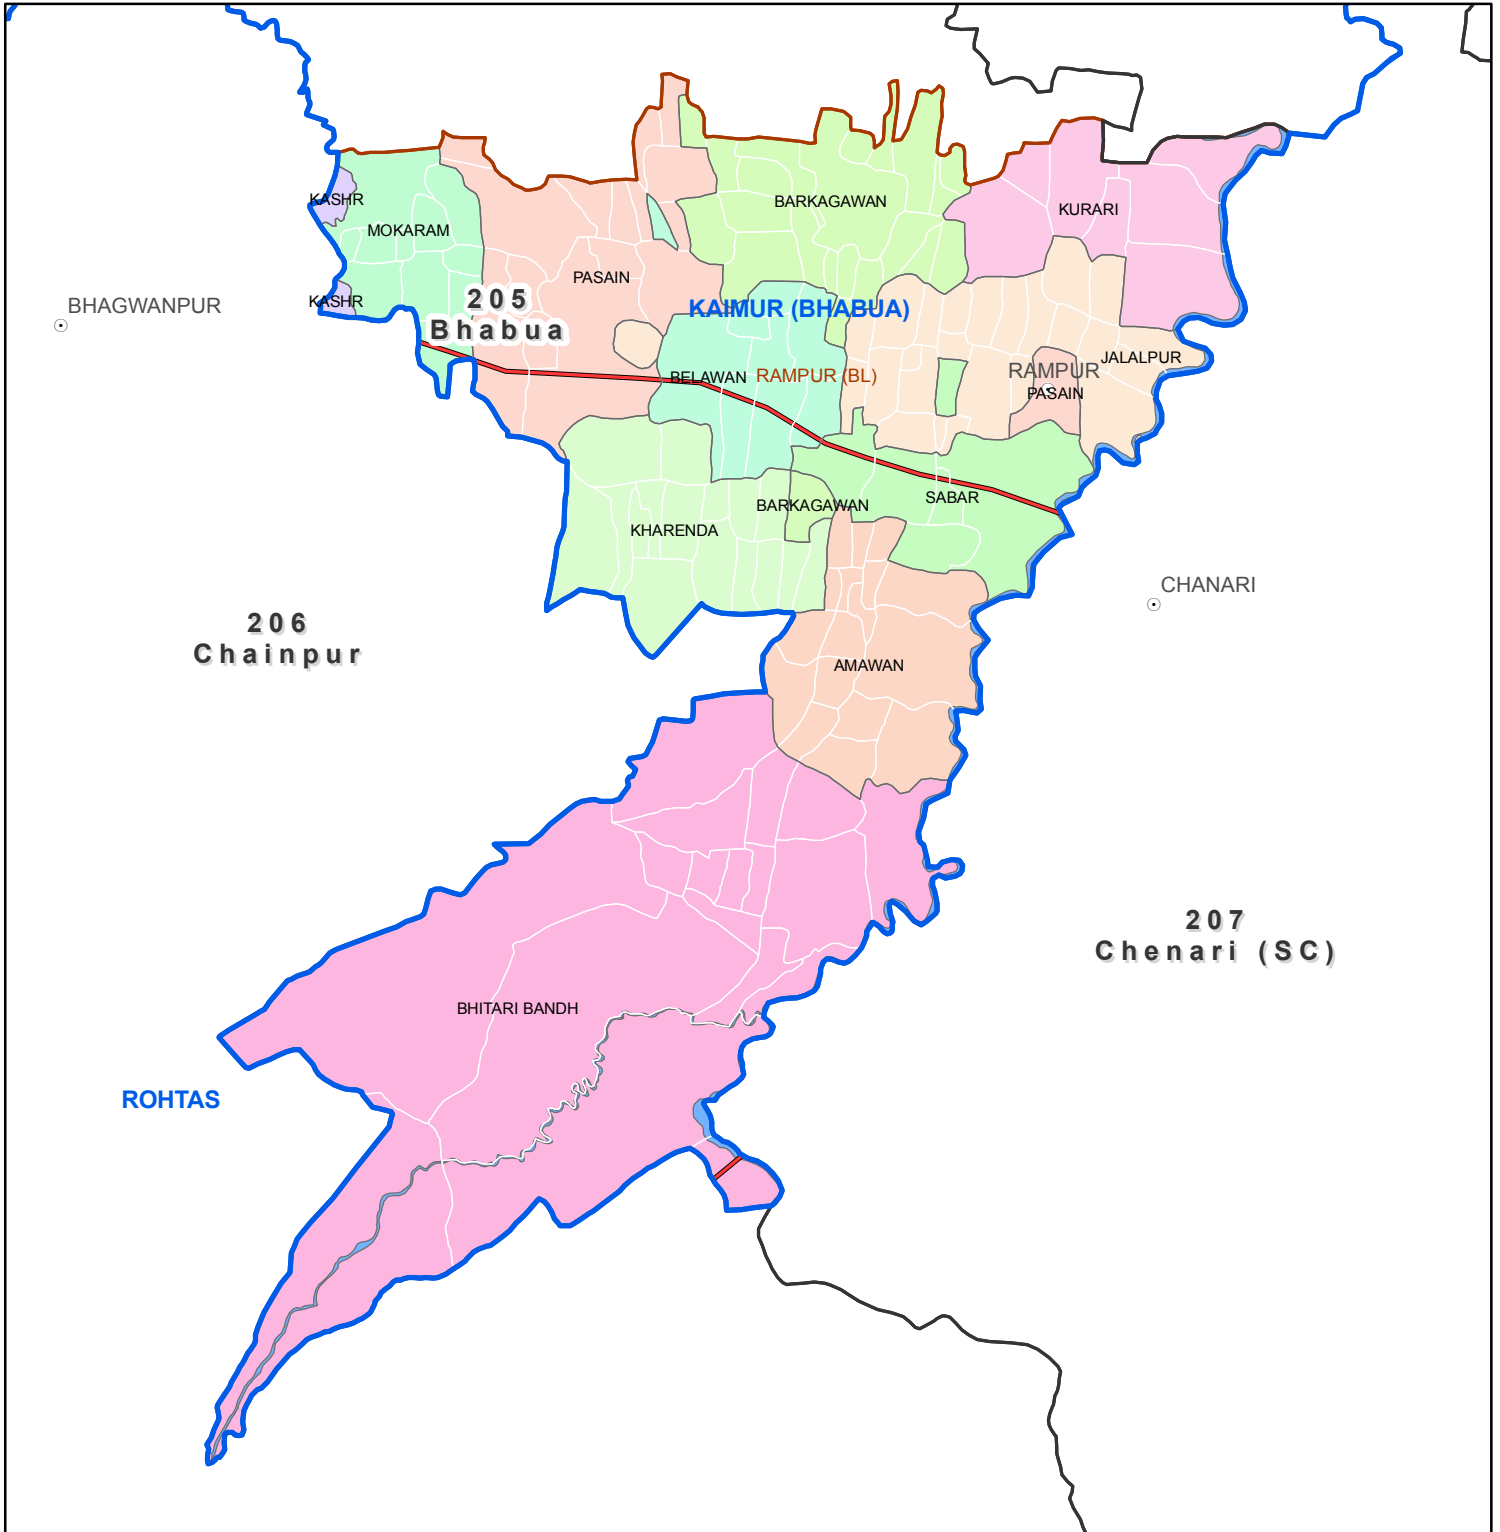 KASHR
BARKAGAWAN
KURARI
MOKARAM
PASAIN
KASHR
205
Bhabua
KAIMUR (BHABUA)
BHAGWANPUR
JALALPUR
RAMPUR
BELAWAN
RAMPUR (BL)
PASAIN
SABAR
BARKAGAWAN
KHARENDA
CHANARI
206
Chainpur
AMAWAN
207
Chenari (SC)
BHITARI BANDH
ROHTAS